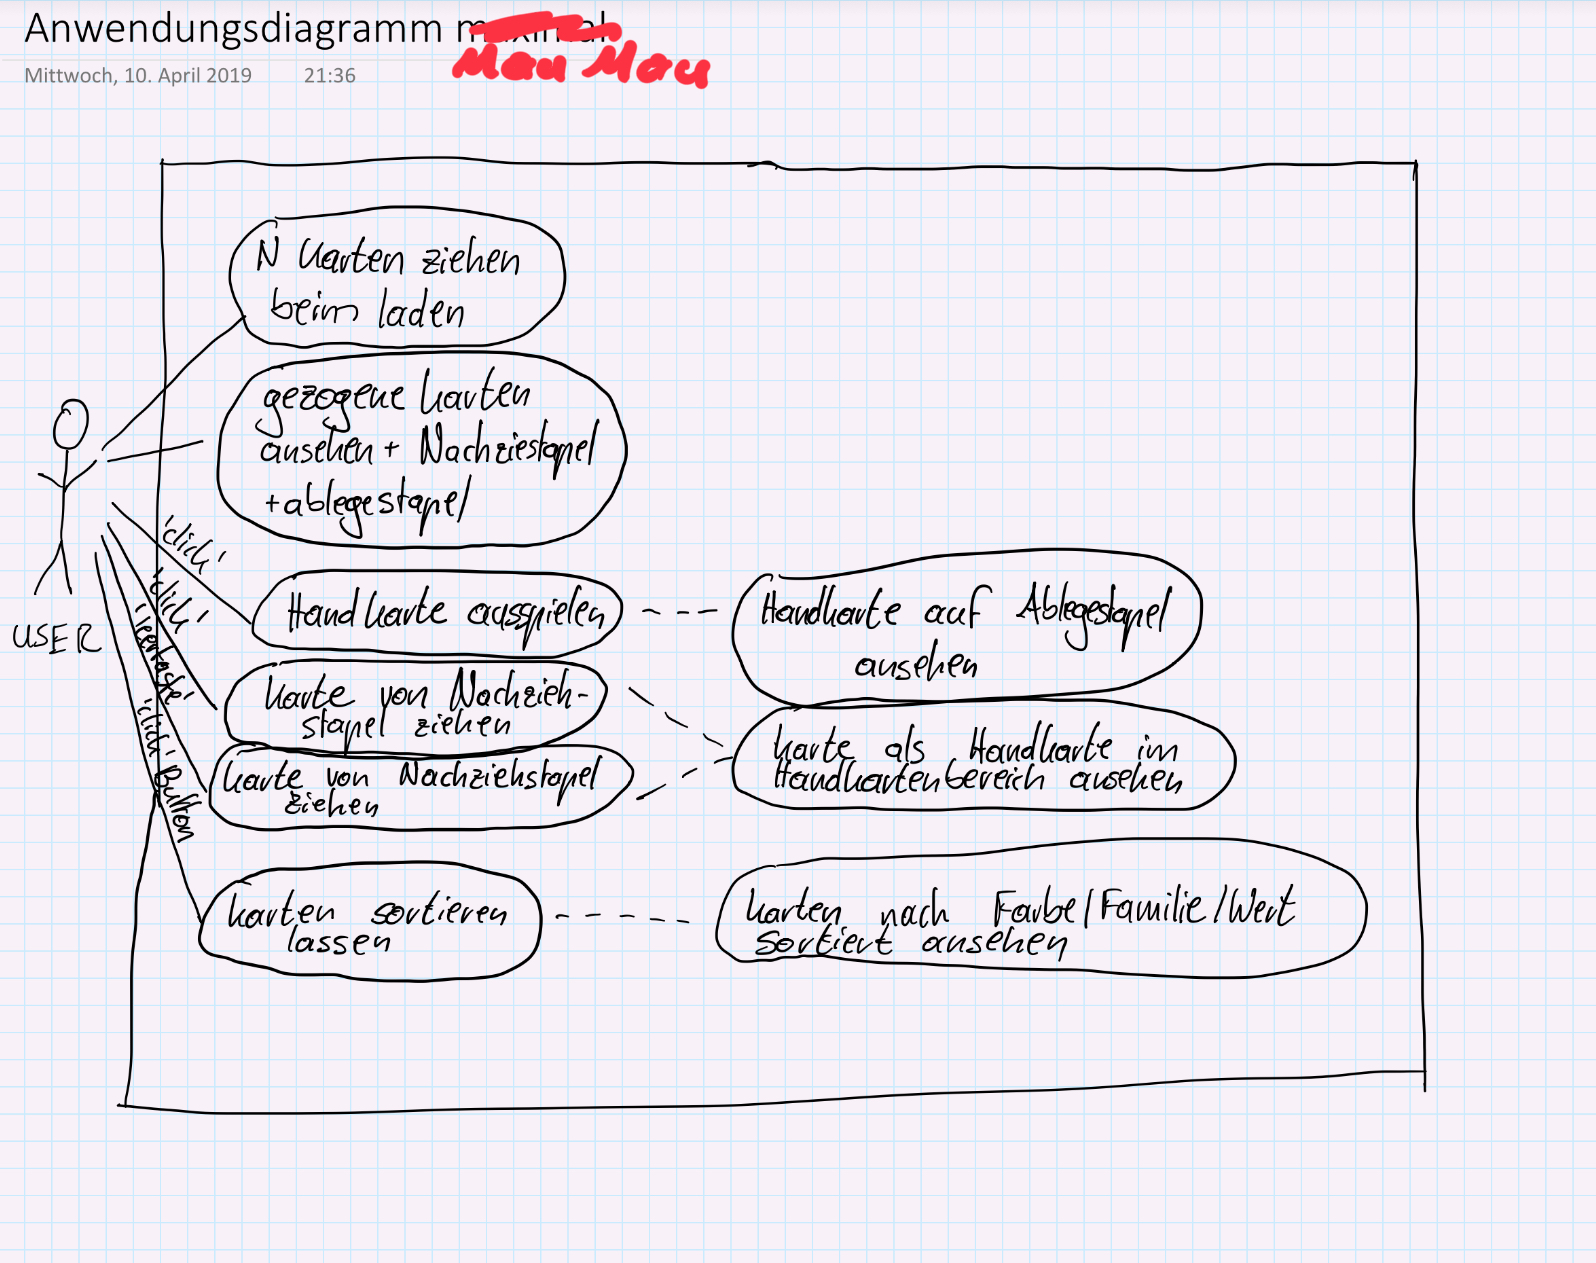 Anwendungsdiagramm maximal
Mau Mau
Mittwoch, 10. April 2019 21:36
N Karten ziehen
beim laden
gezogene Karten
ansehen + Nachziestapel
+ablegestapel
'click'
Handkarte ausspielen
Handkarte auf Ablegestapel
ansehen
USER
'click'
Karte von Nachzieh-
stapel ziehen
'leertaste'
Karte von Nachziehstapel
ziehen
Karte als Handkarte im
Handkartenbereich ansehen
'click' Button
Karten sortieren
lassen
Karten nach Farbe/Familie/Wert
Sortiert ansehen